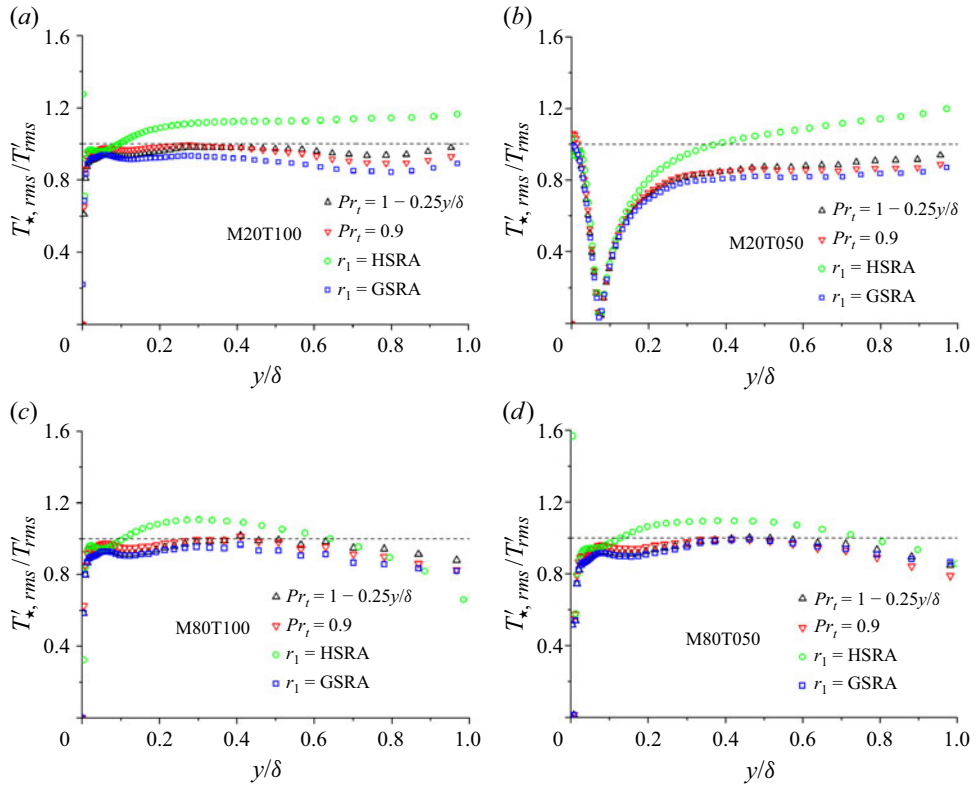 (a)
1.6
1.2
0.8
0.4
T′⋆, rms/T′rms
M20T100
Prt = 1 − 0.25y/δ
Prt = 0.9
r1 = HSRA
r1 = GSRA
0 0.2 0.4 0.6 0.8 1.0
y/δ
(b)
1.6
1.2
0.8
0.4
T′⋆, rms/T′rms
M20T050
Prt = 1 − 0.25y/δ
Prt = 0.9
r1 = HSRA
r1 = GSRA
0 0.2 0.4 0.6 0.8 1.0
y/δ
(c)
1.6
1.2
0.8
0.4
T′⋆, rms/T′rms
M80T100
Prt = 1 − 0.25y/δ
Prt = 0.9
r1 = HSRA
r1 = GSRA
0 0.2 0.4 0.6 0.8 1.0
y/δ
(d)
1.6
1.2
0.8
0.4
T′⋆, rms/T′rms
M80T050
Prt = 1 − 0.25y/δ
Prt = 0.9
r1 = HSRA
r1 = GSRA
0 0.2 0.4 0.6 0.8 1.0
y/δ